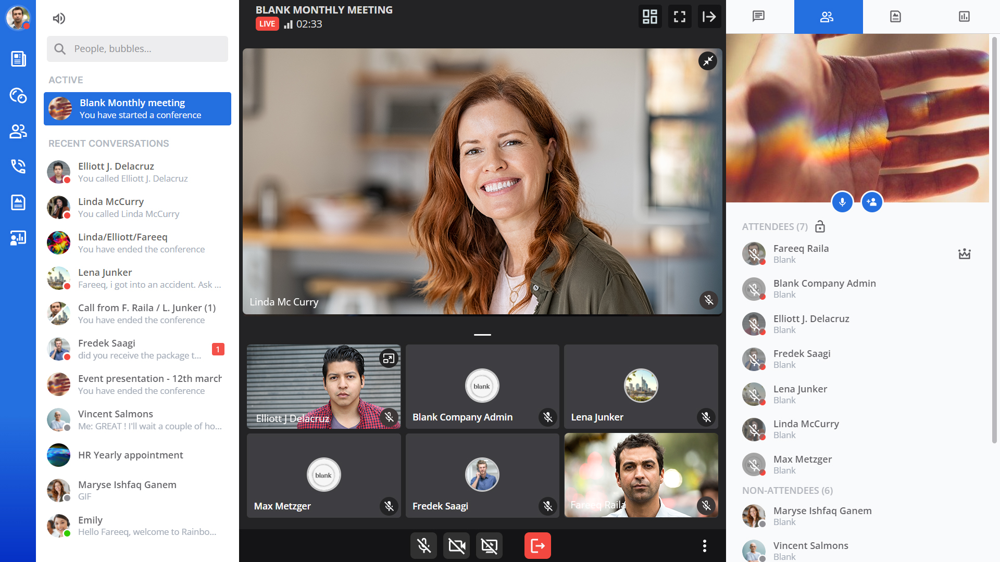 People, bubbles...
ACTIVE
Blank Monthly meeting
You have started a conference
RECENT CONVERSATIONS
Elliott J. Delacruz
You called Elliott J. Delacruz
Linda McCurry
You called Linda McCurry
Linda/Elliott/Fareeq
You have ended the conference
Lena Junker
Fareeq, i got into an accident. Ask ...
Call from F. Raila / L. Junker (1)
You have ended the conference
Fredek Saagi
did you receive the package t...
1
Event presentation - 12th march
You have ended the conference
Vincent Salmons
Me: GREAT ! I'll wait a couple of ho...
HR Yearly appointment
Maryse Ishfaq Ganem
GIF
Emily
Hello Fareeq, welcome to Rainbo...
BLANK MONTHLY MEETING
LIVE 02:33
Linda Mc Curry
Elliott J Delacruz
blank
Blank Company Admin
Lena Junker
blank
Max Metzger
Fredek Saagi
Fareeq Raila
ATTENDEES (7)
Fareeq Raila
Blank
Blank Company Admin
Blank
Elliott J. Delacruz
Blank
Fredek Saagi
Blank
Lena Junker
Blank
Linda McCurry
Blank
Max Metzger
Blank
NON-ATTENDEES (6)
Maryse Ishfaq Ganem
Blank
Vincent Salmons
Blank